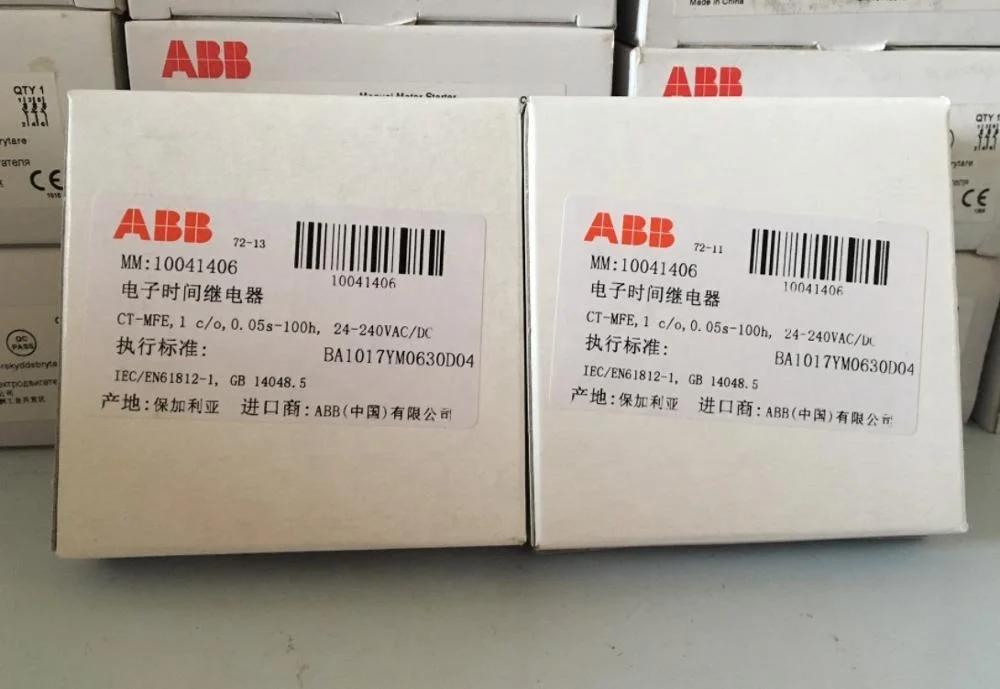 Made in China
ABB
ABB
QTY 1
QTY 1
CE
CE
QC
PASS
ABB
72-13
10041406
MM:10041406
电子时间继电器
CT-MFE,1 c/o,0.05s-100h, 24-240VAC/DC
执行标准:
BA1017YM0630D04
IEC/EN61812-1, GB 14048.5
产地:保加利亚 进口商:ABB(中国)有限公司
ABB
72-11
10041406
MM:10041406
电子时间继电器
CT-MFE,1 c/o,0.05s-100h, 24-240VAC/DC
执行标准:
BA1017YM0630D04
IEC/EN61812-1, GB 14048.5
产地:保加利亚 进口商:ABB(中国)有限公司